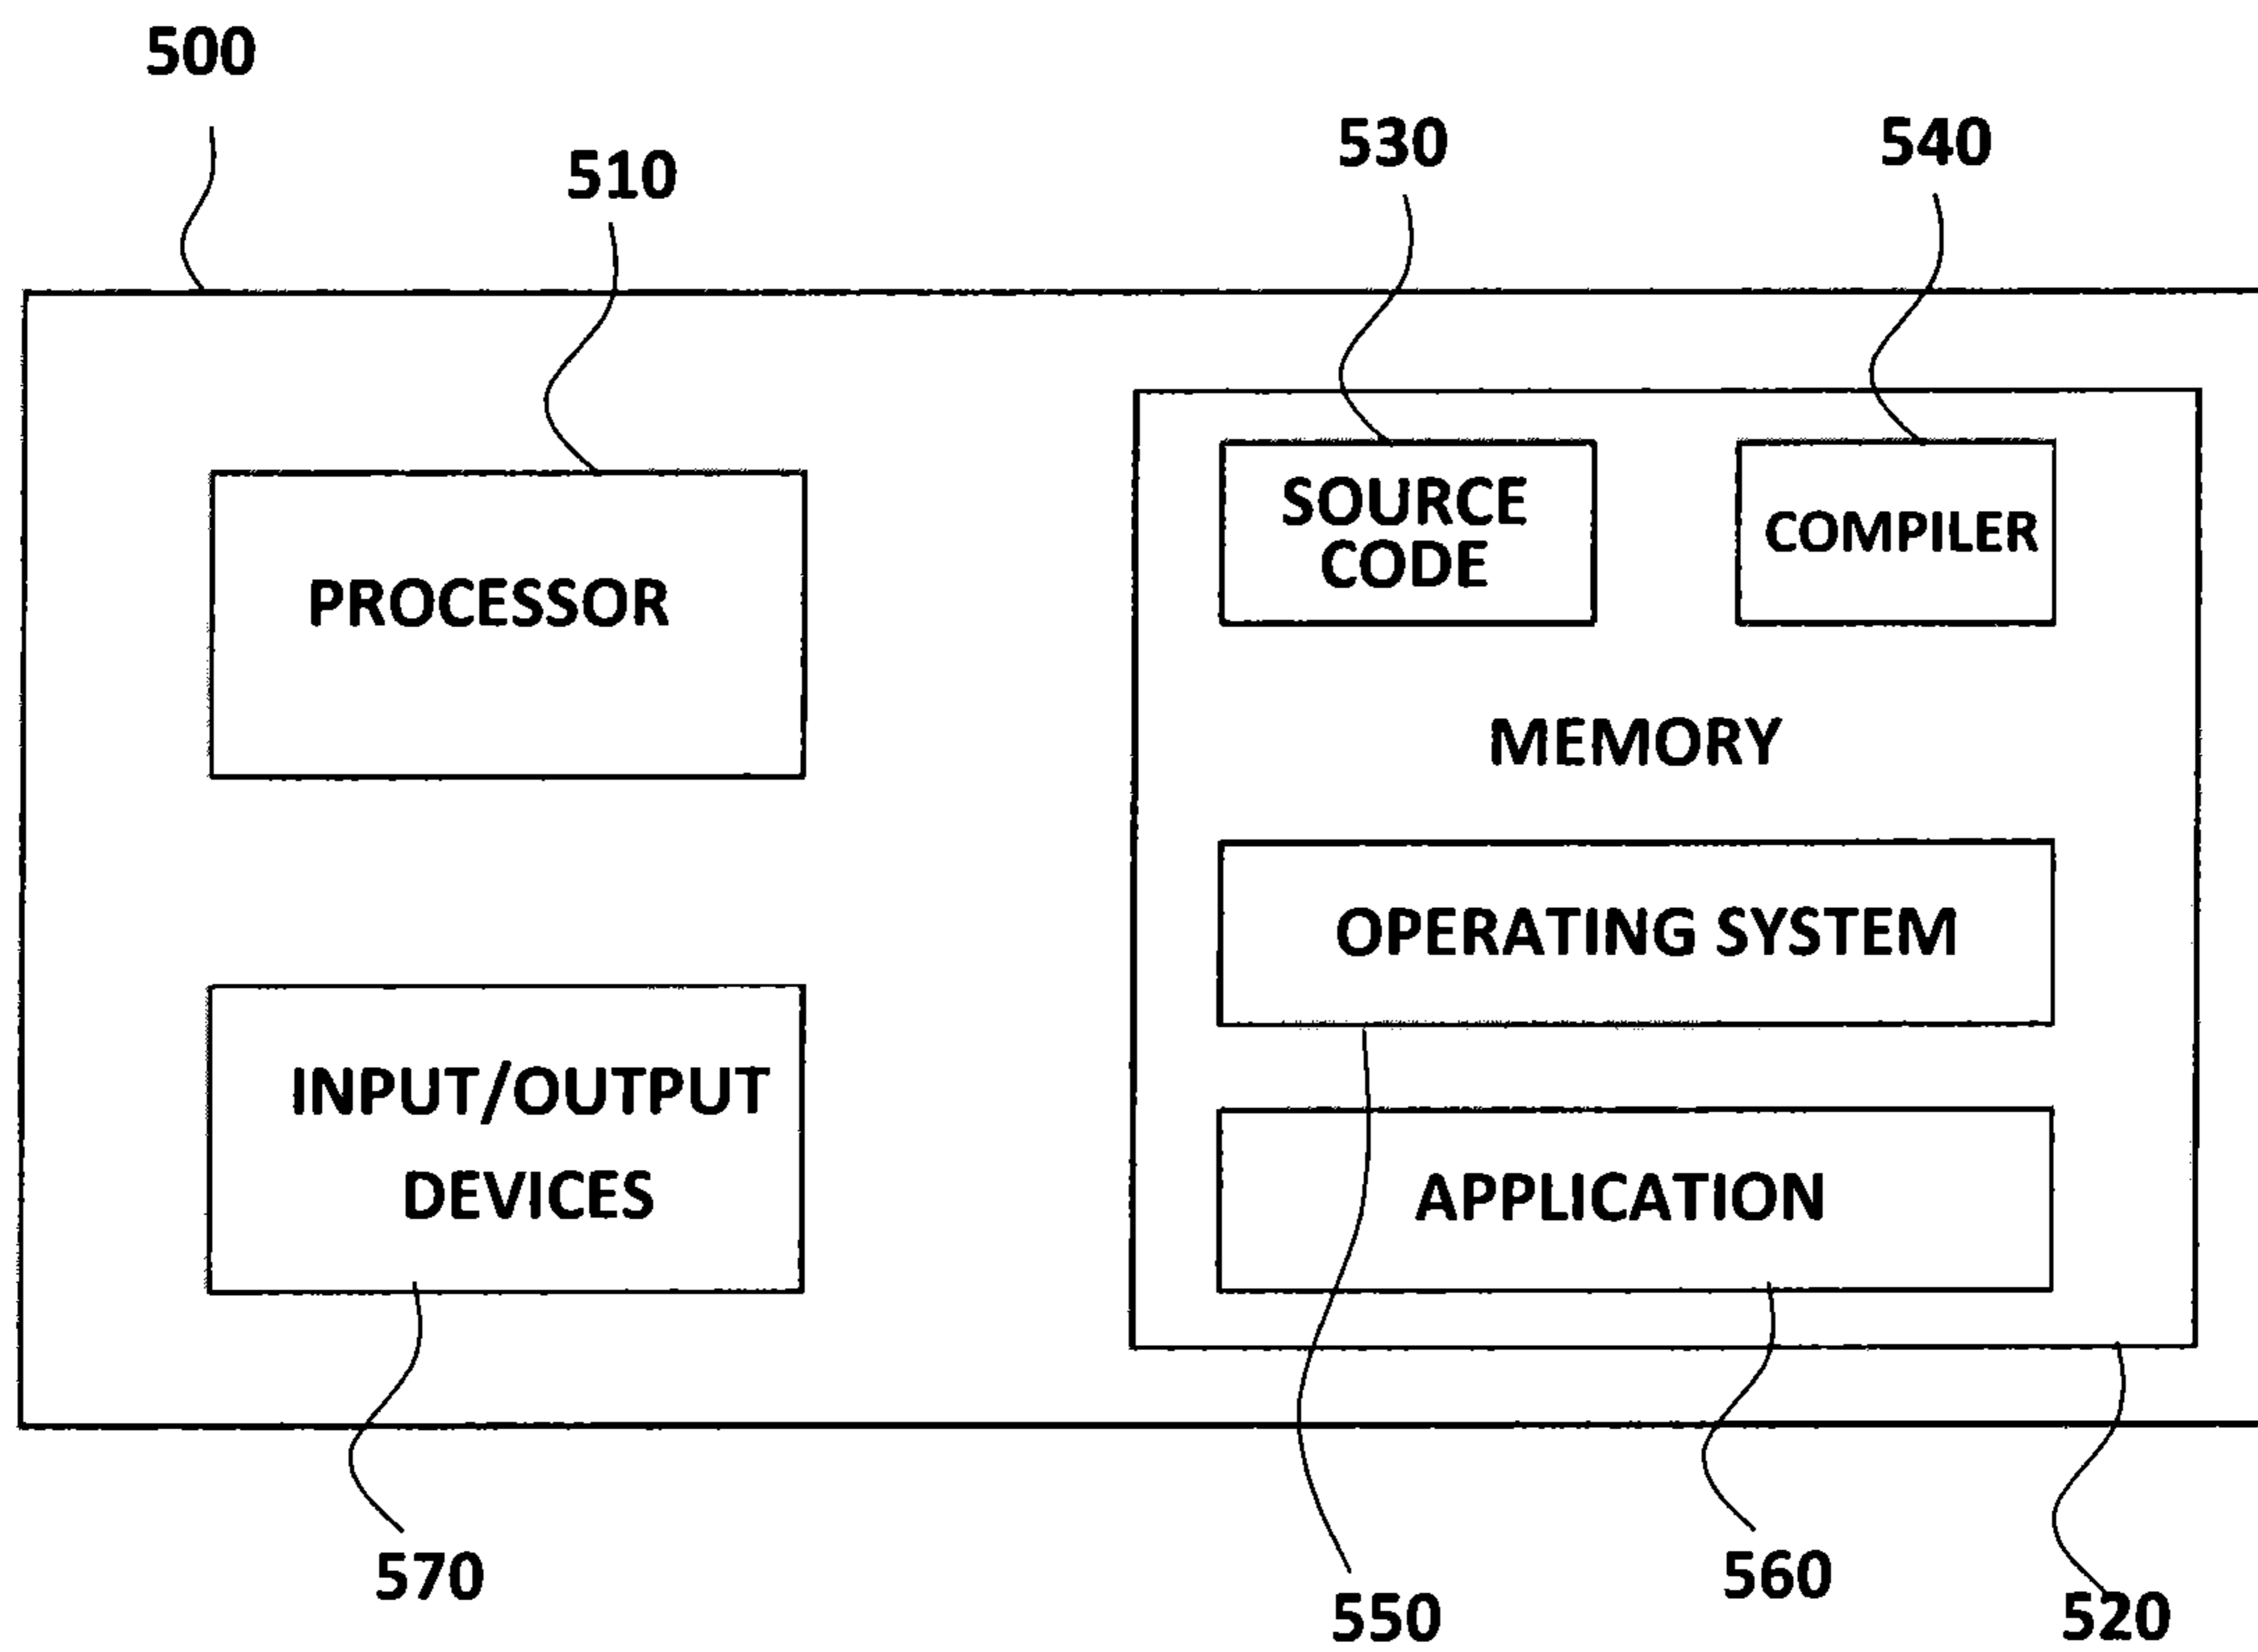 500
510
530
540
PROCESSOR
SOURCE
CODE
COMPILER
MEMORY
OPERATING SYSTEM
INPUT/OUTPUT
DEVICES
APPLICATION
570
550
560
520